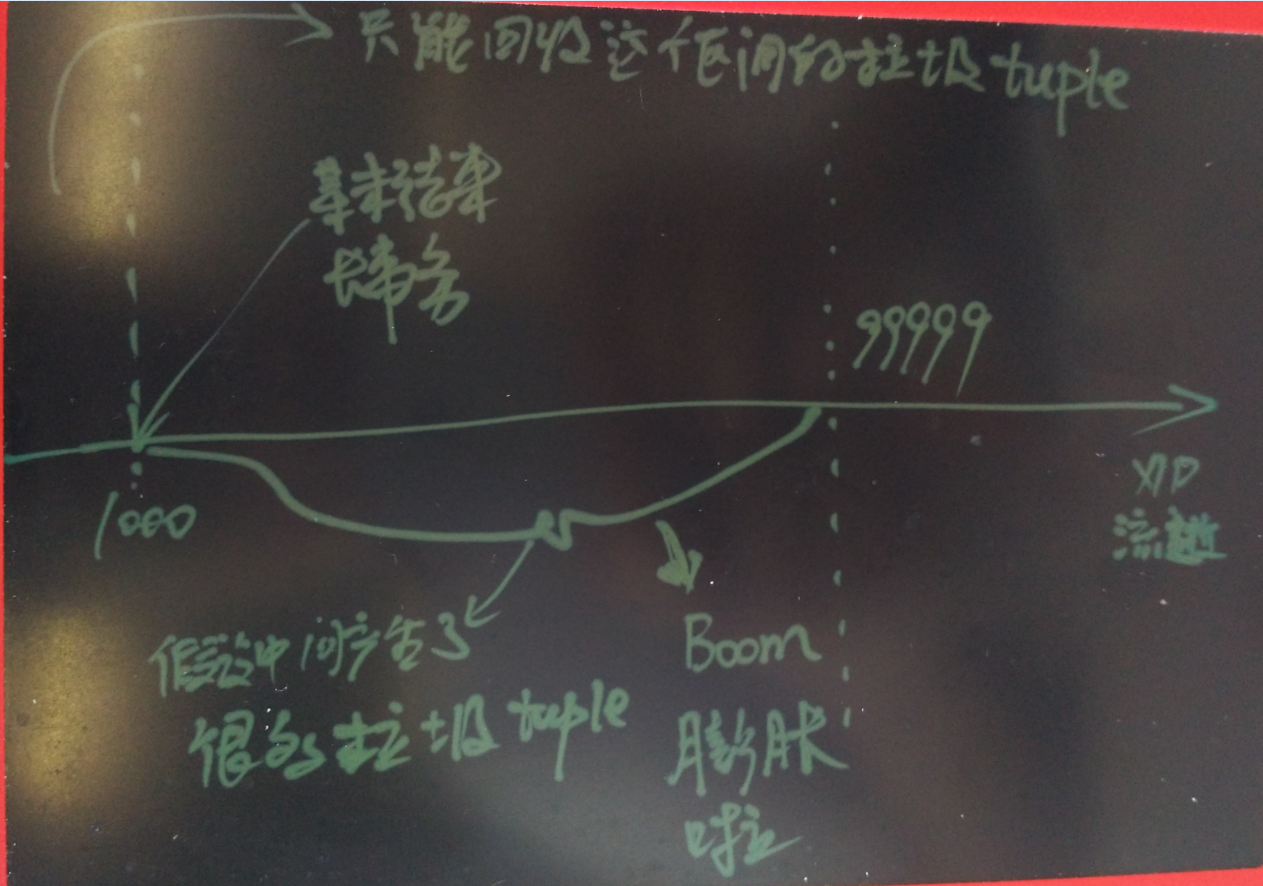 只能回收这个区间的垃圾tuple
某未结束
长事务
99999
XID
流逝
1000
假设中间产生了
很多垃圾tuple
Boom
膨胀
啦